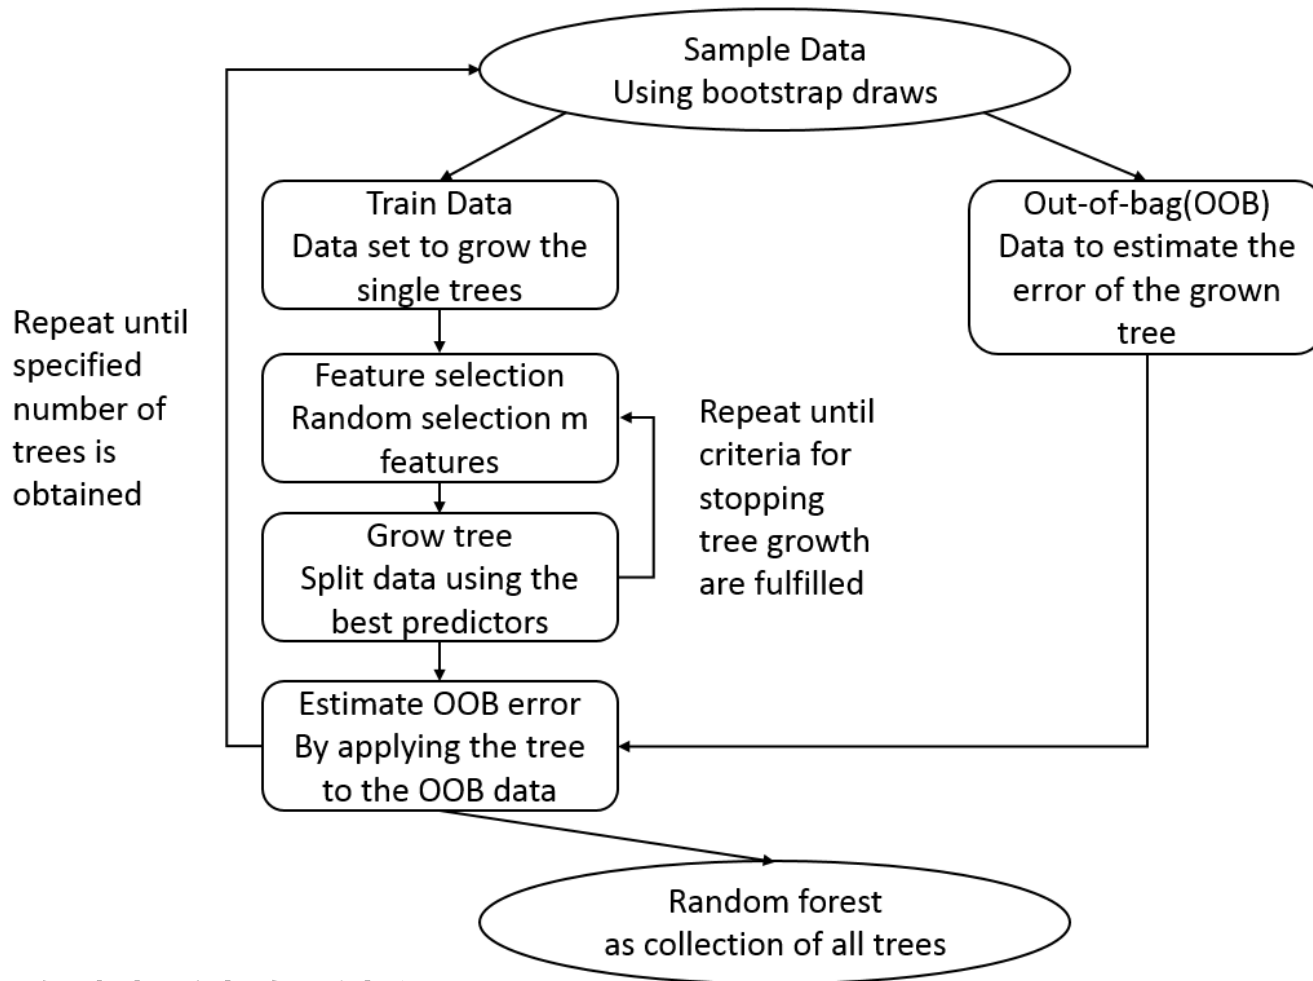 Sample Data
Using bootstrap draws
Train Data
Data set to grow the
single trees
Out-of-bag(OOB)
Data to estimate the
error of the grown
tree
Repeat until
specified
number of
trees is
obtained
Feature selection
Random selection m
features
Repeat until
criteria for
stopping
tree growth
are fulfilled
Grow tree
Split data using the
best predictors
Estimate OOB error
By applying the tree
to the OOB data
Random forest
as collection of all trees